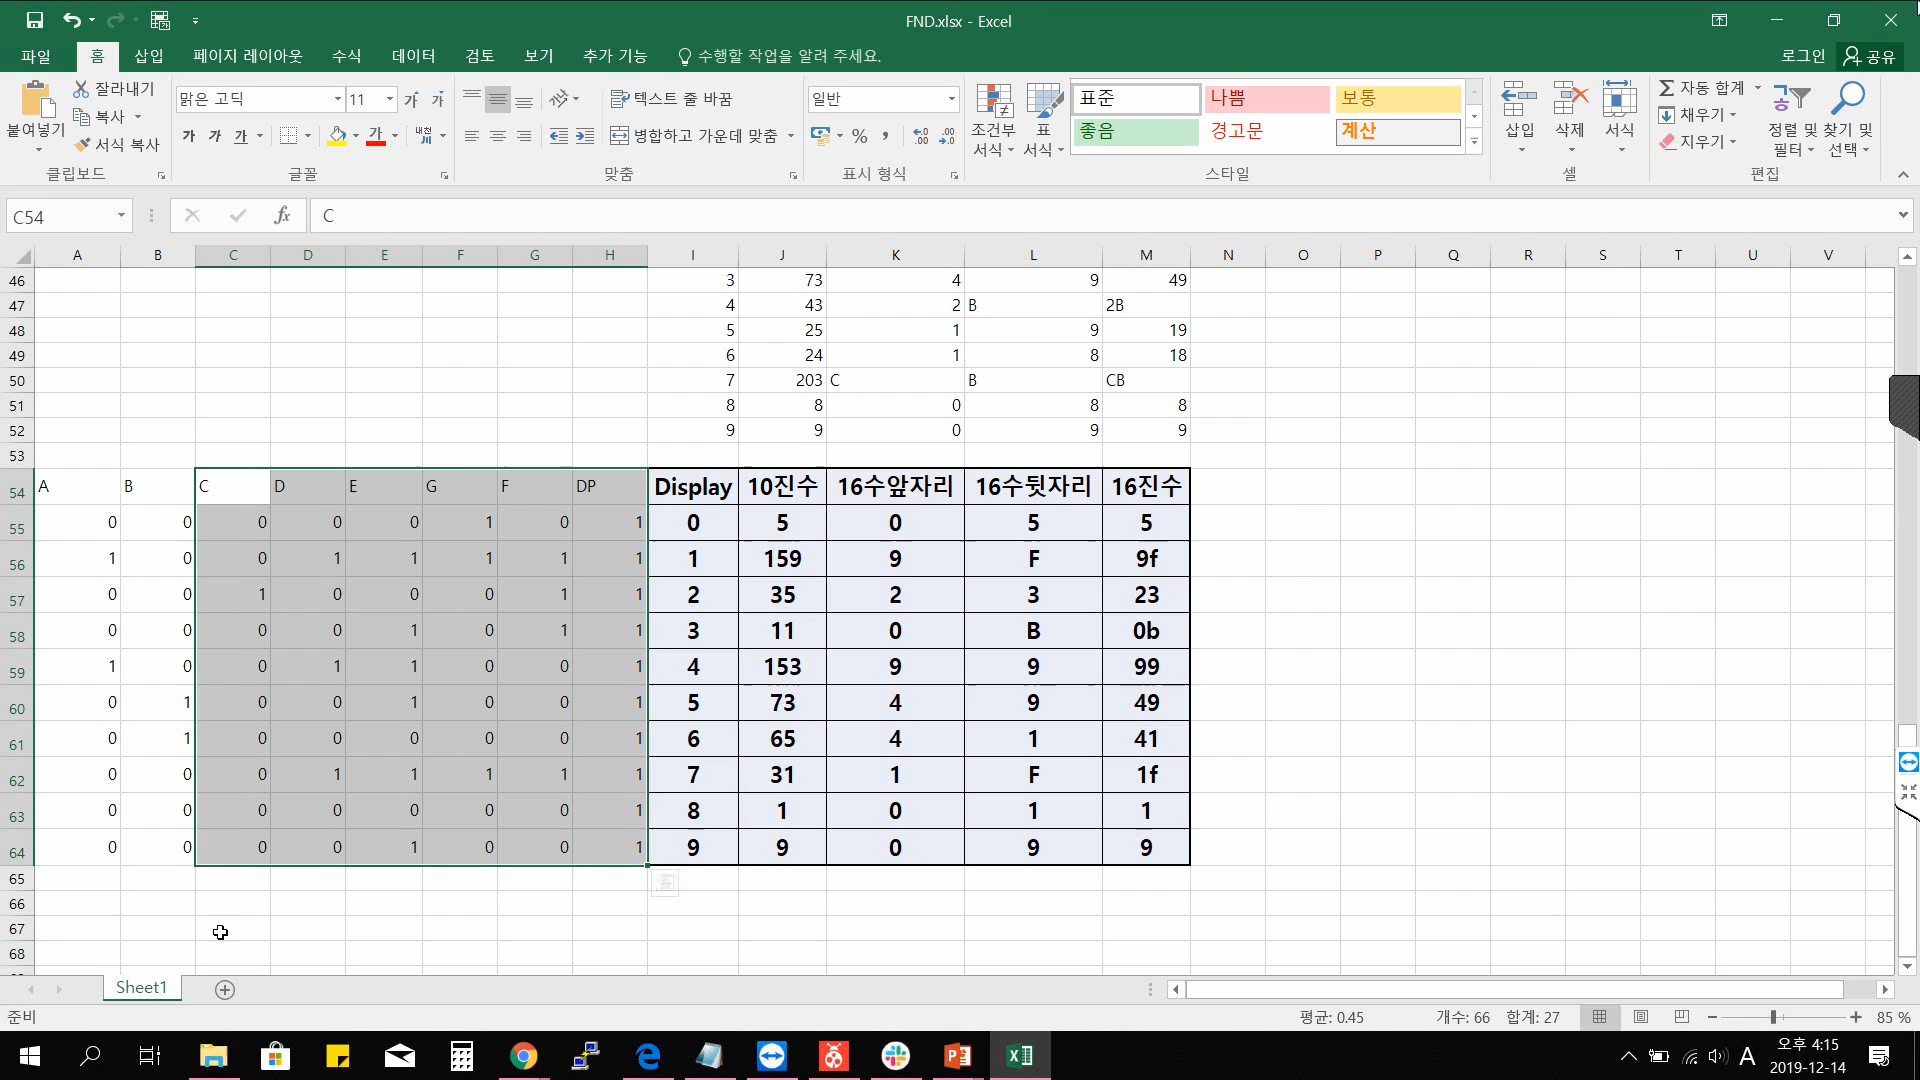 FND.xlsx - Excel
파일 홈 삽입 페이지 레이아웃 수식 데이터 검토 보기 추가 기능 수행할 작업을 알려 주세요. 로그인 공유
붙여넣기 잘라내기 복사 서식 복사 클립보드
맑은 고딕 11 가 가 가 가 가 가 내천 글꼴
텍스트 줄 바꿈 병합하고 가운데 맞춤 맞춤
일반 % , 표시 형식
조건부 서식 표 서식 표준 나쁨 보통 좋음 경고문 계산 스타일
삽입 삭제 서식 셀
자동 합계 채우기 지우기 정렬 및 필터 찾기 및 선택 편집
C54 fx C
A B C D E F G H I J K L M N O P Q R S T U V
46 3 73 4 9 49
47 4 43 2 B 2B
48 5 25 1 9 19
49 6 24 1 8 18
50 7 203 C B CB
51 8 8 0 8 8
52 9 9 0 9 9
53
54 A B C D E G F DP Display 10진수 16수앞자리 16수뒷자리 16진수
55 0 0 0 0 0 1 0 1 0 5 0 5 5
56 1 0 0 1 1 1 1 1 1 159 9 F 9f
57 0 0 1 0 0 0 1 1 2 35 2 3 23
58 0 0 0 0 1 0 1 1 3 11 0 B 0b
59 1 0 0 1 1 0 0 1 4 153 9 9 99
60 0 1 0 0 1 0 0 1 5 73 4 9 49
61 0 1 0 0 0 0 0 1 6 65 4 1 41
62 0 0 0 1 1 1 1 1 7 31 1 F 1f
63 0 0 0 0 0 0 0 1 8 1 0 1 1
64 0 0 0 0 1 0 0 1 9 9 0 9 9
65
66
67
68
Sheet1
준비 평균: 0.45 개수: 66 합계: 27 85 %
A 오후 4:15
2019-12-14